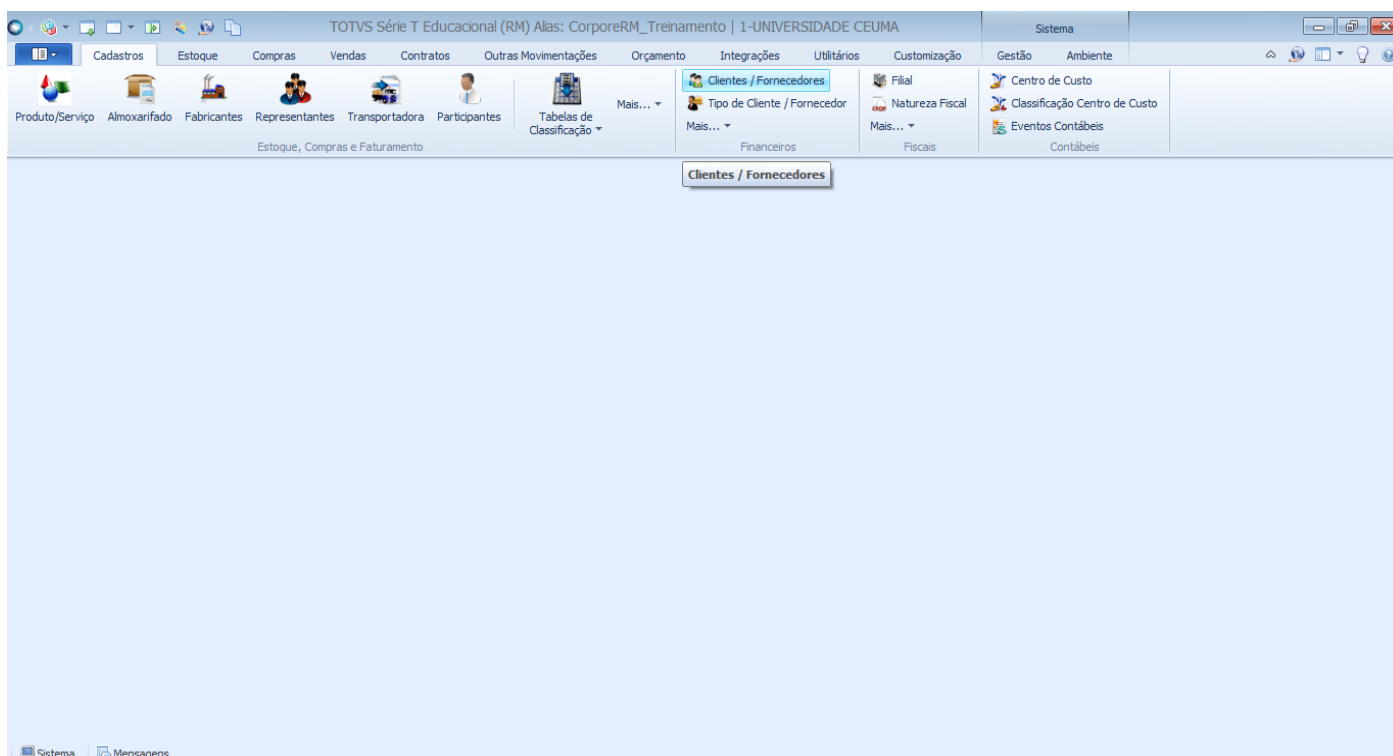 TOTVS Série T Educacional (RM) Alias: CorporeRM_Treinamento | 1-UNIVERSIDADE CEUMA
Sistema
Cadastros Estoque Compras Vendas Contratos Outras Movimentações Orçamento Integrações Utilitários Customização Gestão Ambiente
Produto/Serviço Almoxarifado Fabricantes Representantes Transportadora Participantes Tabelas de
Classificação
Mais...
Estoque, Compras e Faturamento
Clientes / Fornecedores
Tipo de Cliente / Fornecedor
Mais...
Financeiros
Filial
Natureza Fiscal
Mais...
Fiscais
Centro de Custo
Classificação Centro de Custo
Eventos Contábeis
Contábeis
Clientes / Fornecedores
Sistema Mensagens